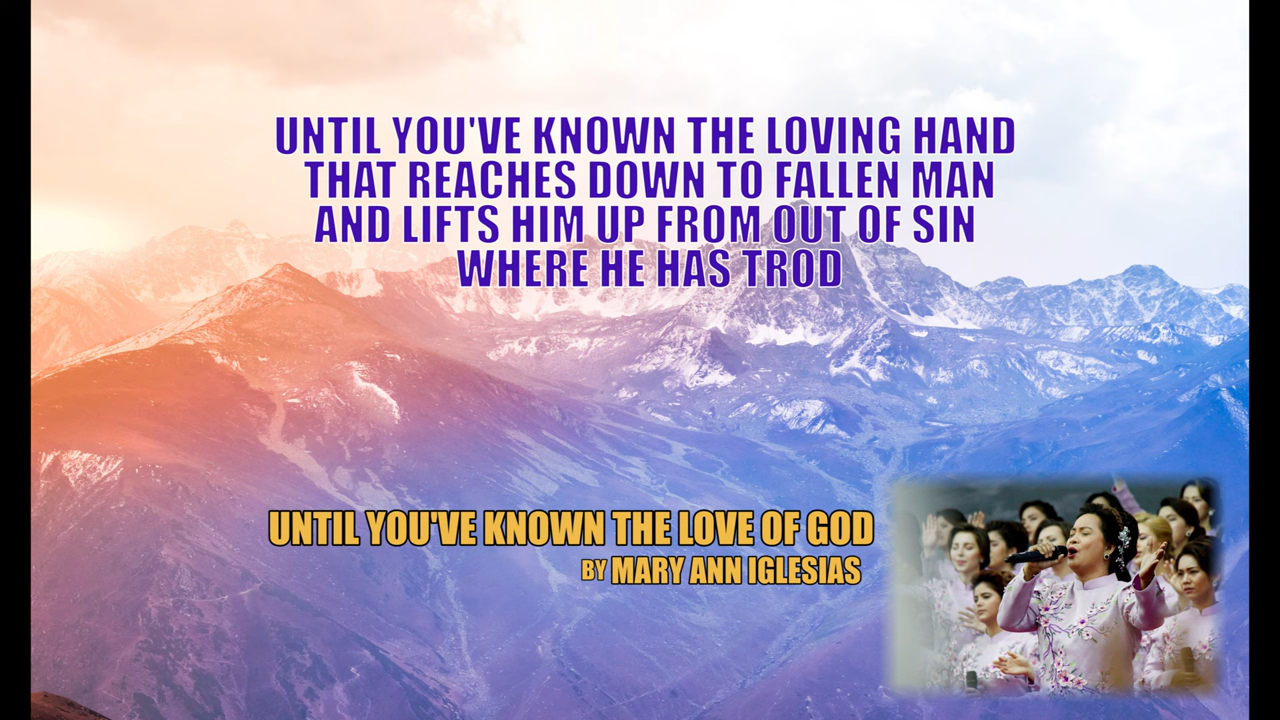 UNTIL YOU'VE KNOWN THE LOVING HAND
THAT REACHES DOWN TO FALLEN MAN
AND LIFTS HIM UP FROM OUT OF SIN
WHERE HE HAS TROD
UNTIL YOU'VE KNOWN THE LOVE OF GOD
BY MARY ANN IGLESIAS